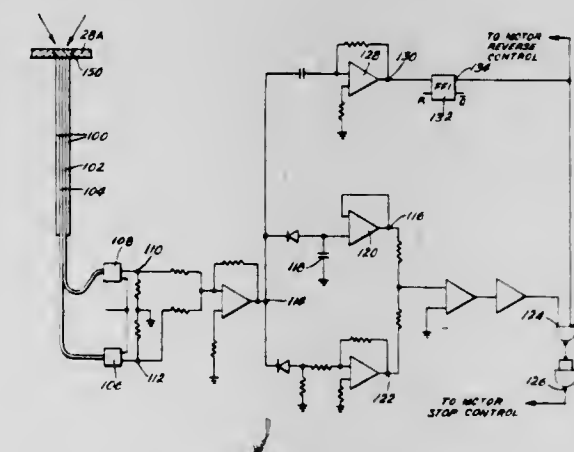 28A
150
100
102
104
108
110
106
112
114
128
130
FF1
R
Q
132
134
TO MOTOR
REVERSE
CONTROL
118
120
116
122
124
126
TO MOTOR
STOP CONTROL